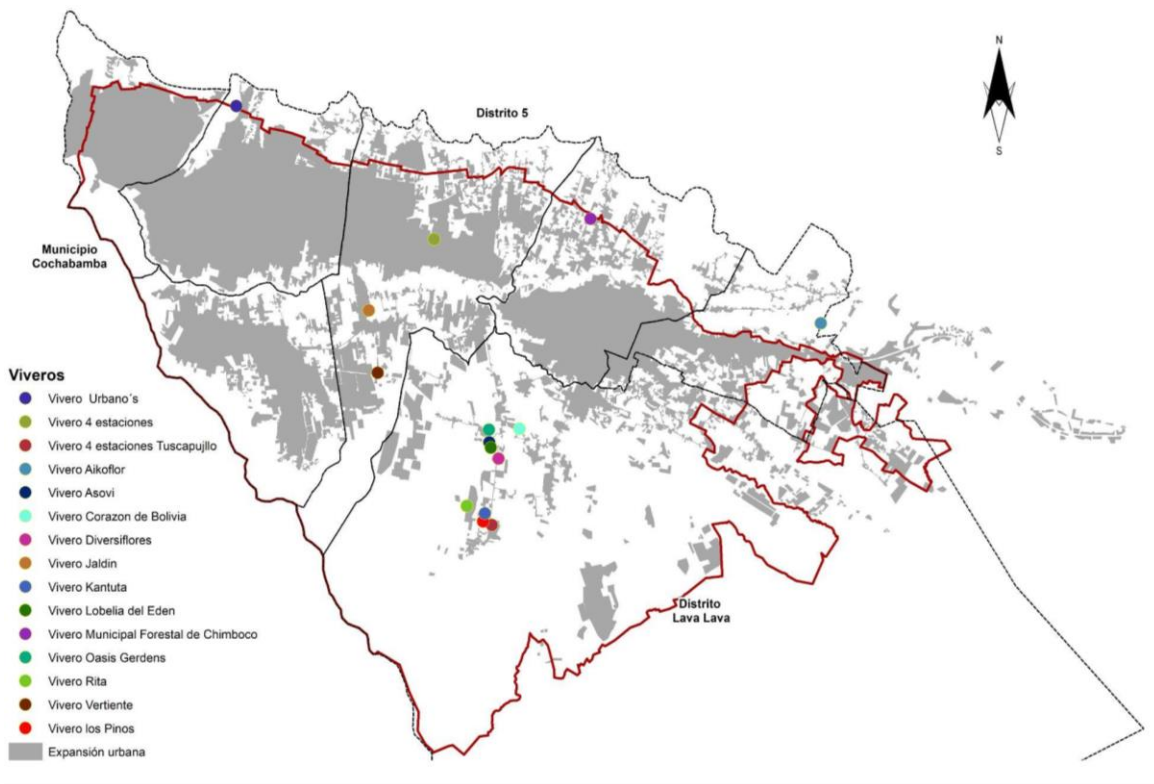 N
S
Distrito 5
Municipio
Cochabamba
Distrito
Lava Lava
Viveros
Vivero Urbano´s
Vivero 4 estaciones
Vivero 4 estaciones Tuscapujllo
Vivero Aikoflor
Vivero Asovi
Vivero Corazon de Bolivia
Vivero Diversiflores
Vivero Jaldin
Vivero Kantuta
Vivero Lobelia del Eden
Vivero Municipal Forestal de Chimboco
Vivero Oasis Gerdens
Vivero Rita
Vivero Vertiente
Vivero los Pinos
Expansión urbana